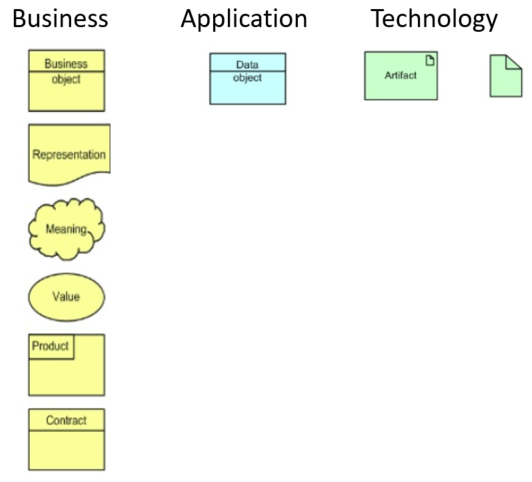 Business
Application
Technology
Business
object
Data
object
Artifact
Representation
Meaning
Value
Product
Contract